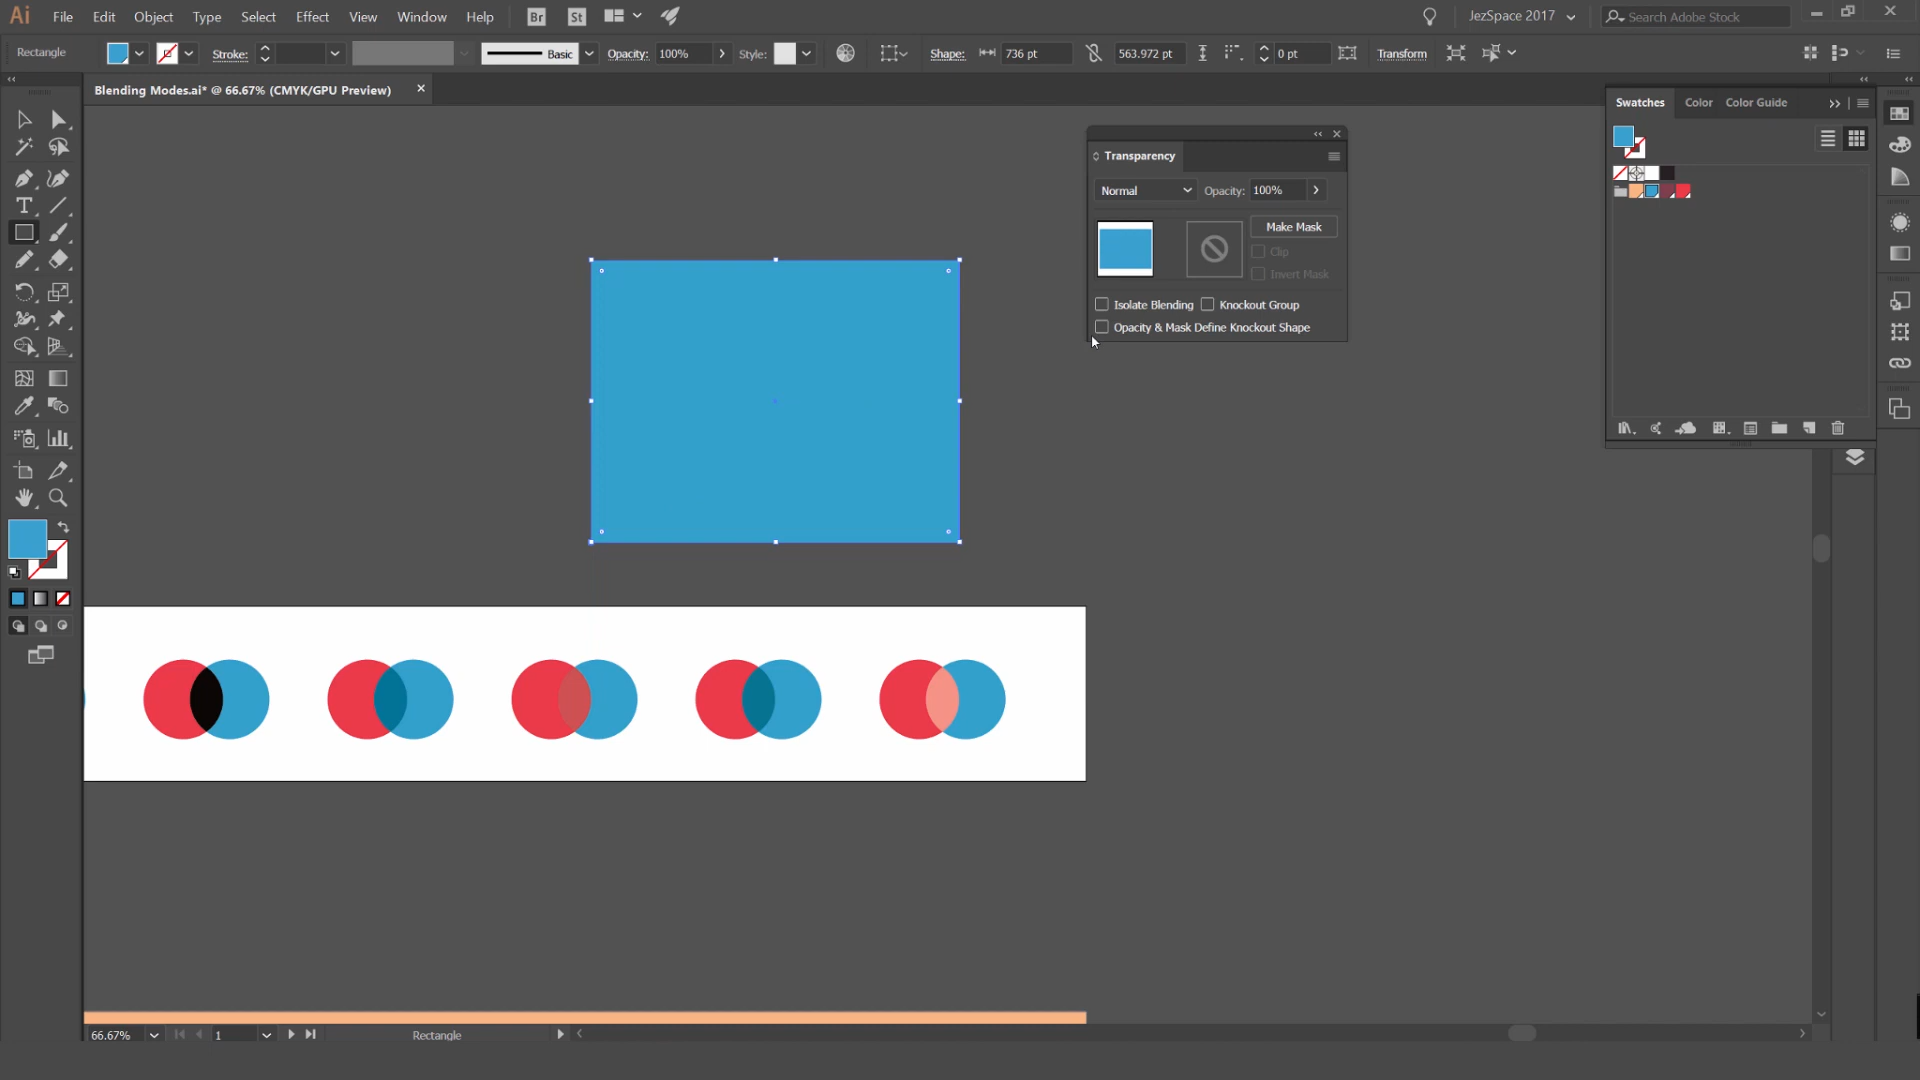 Ai File Edit Object Type Select Effect View Window Help Br St JezSpace 2017 Search Adobe Stock
Rectangle Stroke: Basic Opacity: 100% Style: Shape: 736 pt 563.972 pt 0 pt Transform
Blending Modes.ai* @ 66.67% (CMYK/GPU Preview)
Swatches Color Color Guide
Transparency
Normal Opacity: 100%
Make Mask
Clip
Invert Mask
Isolate Blending Knockout Group
Opacity & Mask Define Knockout Shape
66.67% 1 Rectangle